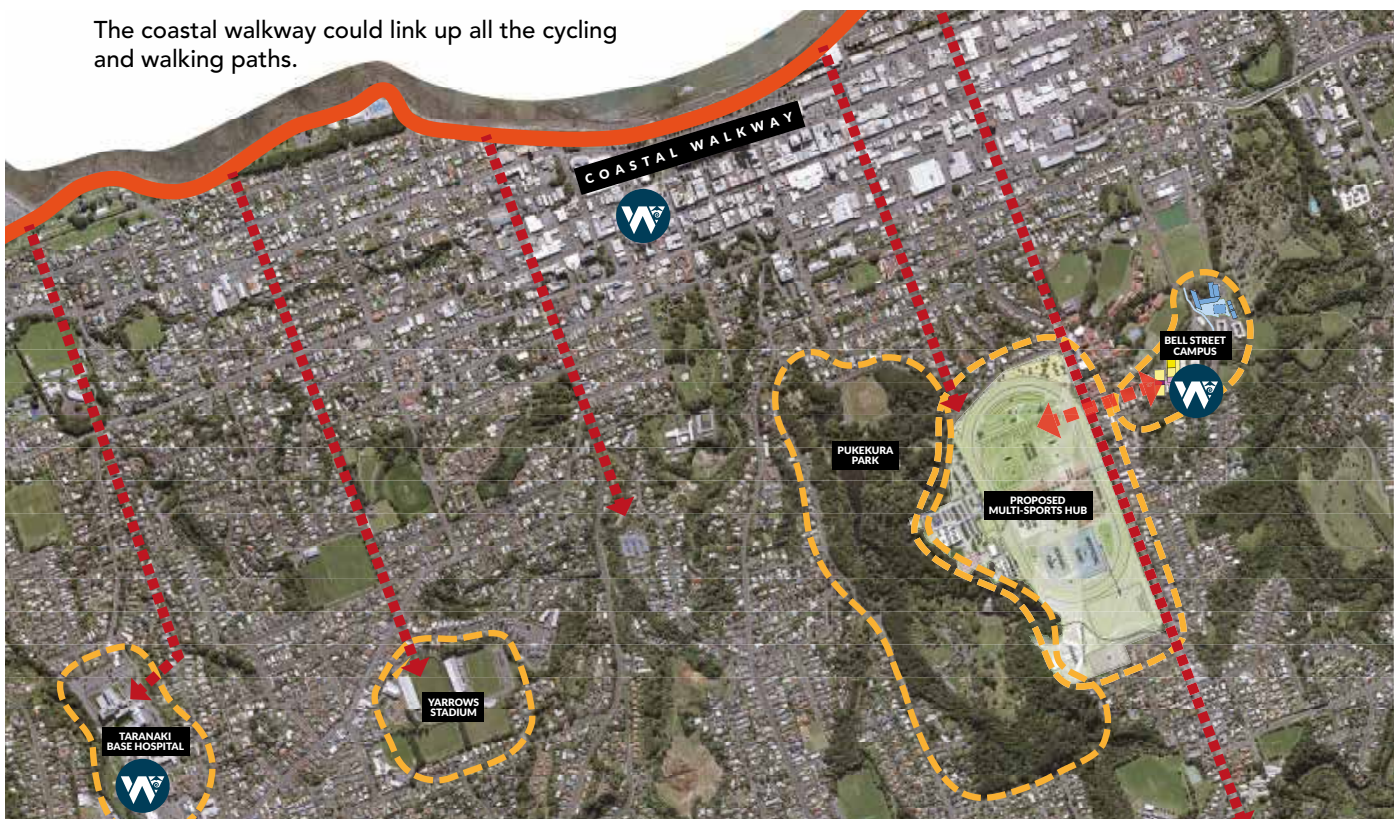 The coastal walkway could link up all the cycling
and walking paths.
COASTAL WALKWAY
BELL STREET
CAMPUS
PUKEKURA
PARK
PROPOSED
MULTI-SPORTS HUB
YARROWS
STADIUM
TARANAKI
BASE HOSPITAL